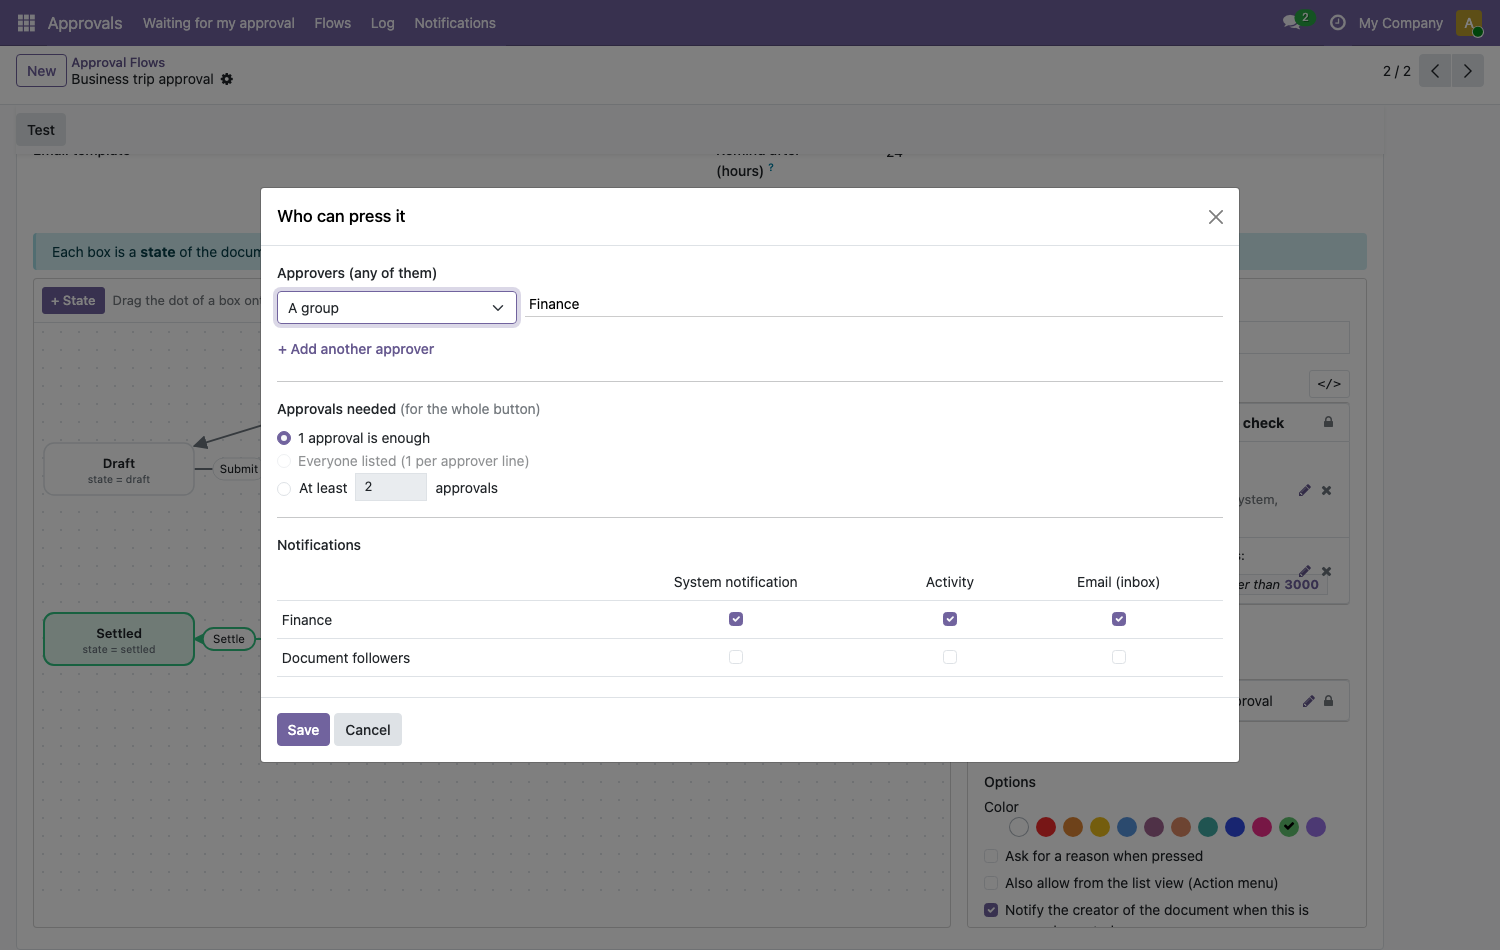 Approvals Waiting for my approval Flows Log Notifications 2 My Company A
New Approval Flows
Business trip approval
2 / 2
Test
(hours) ?
Who can press it
Each box is a state of the docum
Approvers (any of them)
+ State Drag the dot of a box ont
A group Finance
+ Add another approver
</>
Approvals needed (for the whole button)
check
1 approval is enough
Draft
state = draft
Submit
Everyone listed (1 per approver line)
At least 2 approvals
ystem,
Notifications
System notification Activity Email (inbox)
er than 3000
Finance
Settled
state = settled
Settle
Document followers
roval
Save Cancel
Options
Color
Ask for a reason when pressed
Also allow from the list view (Action menu)
Notify the creator of the document when this is